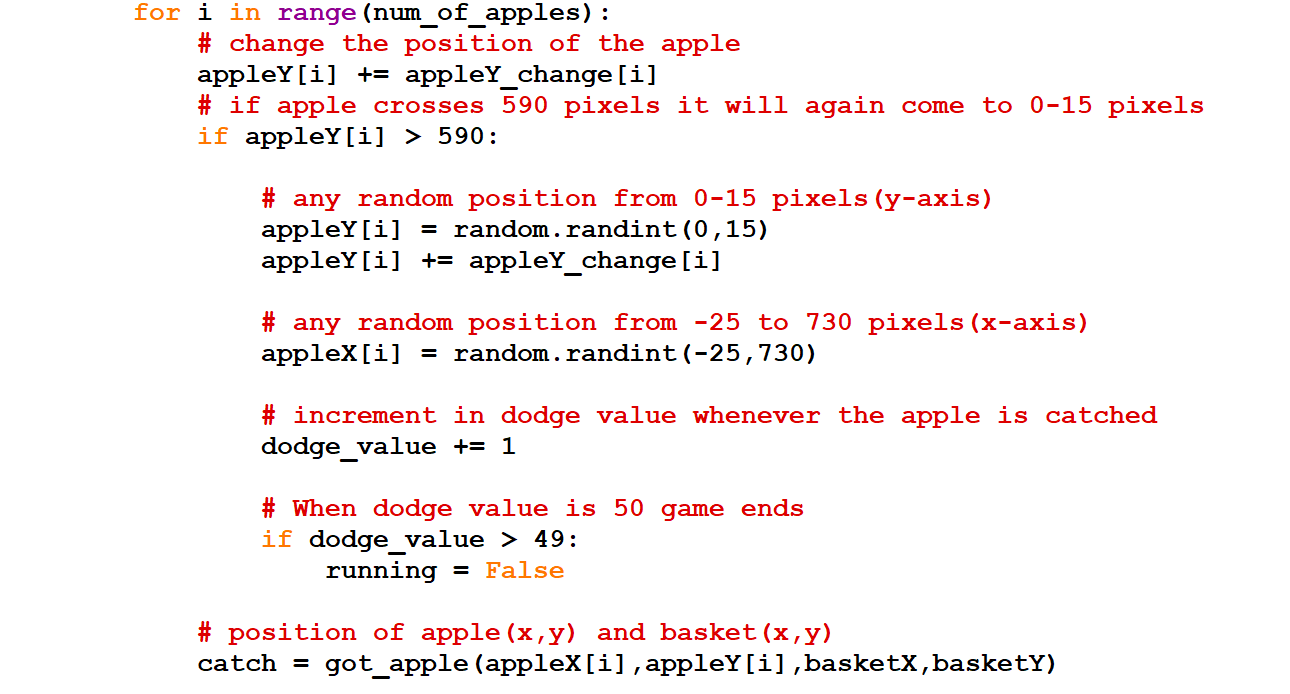 for i in range(num_of_apples):
# change the position of the apple
appleY[i] += appleY_change[i]
# if apple crosses 590 pixels it will again come to 0-15 pixels
if appleY[i] > 590:
# any random position from 0-15 pixels(y-axis)
appleY[i] = random.randint(0,15)
appleY[i] += appleY_change[i]
# any random position from -25 to 730 pixels(x-axis)
appleX[i] = random.randint(-25,730)
# increment in dodge value whenever the apple is catched
dodge_value += 1
# When dodge value is 50 game ends
if dodge_value > 49:
running = False
# position of apple(x,y) and basket(x,y)
catch = got_apple(appleX[i],appleY[i],basketX,basketY)